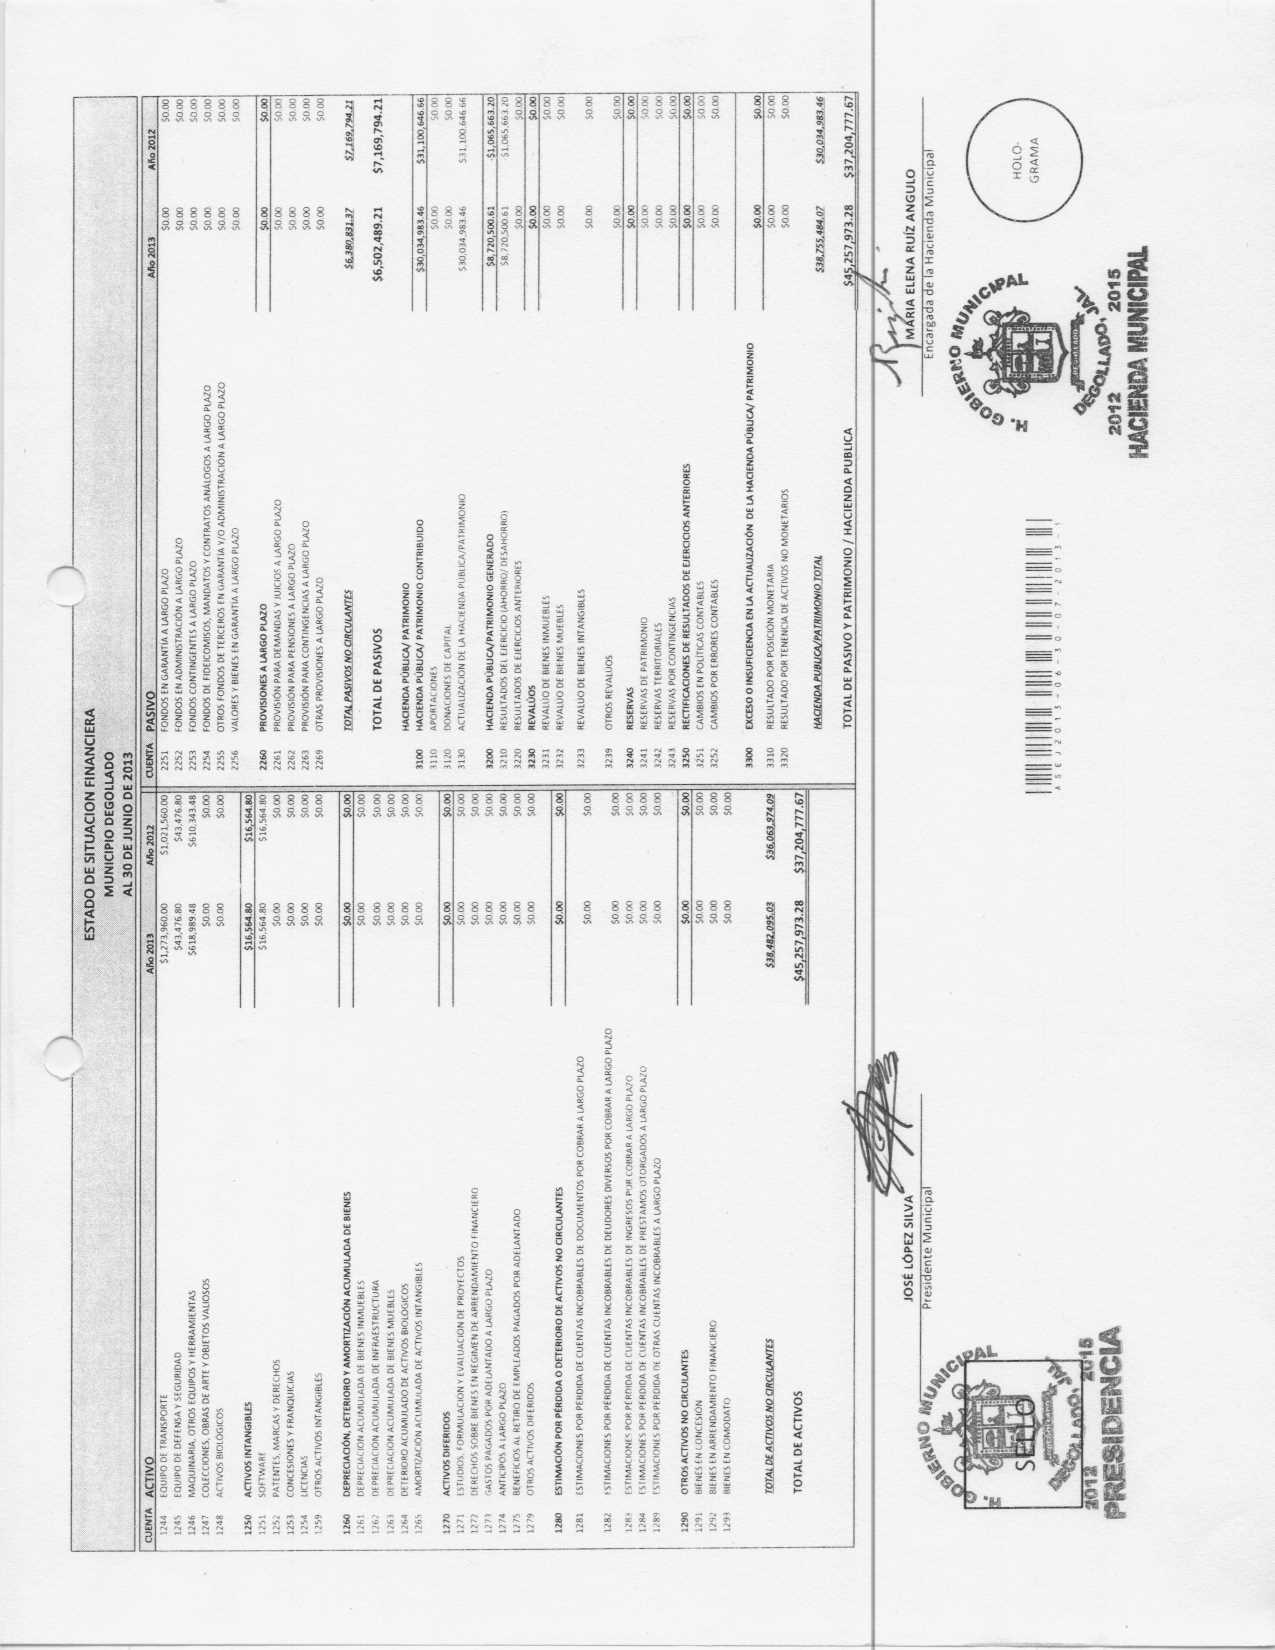 ESTADO DE SITUACION FINANCIERA
MUNICIPIO DEGOLLADO
AL 30 DE JUNIO DE 2013
CUENTA ACTIVO Año 2013 Año 2012
1244 EQUIPO DE TRANSPORTE $1,273,960.00 $1,021,560.00
1245 EQUIPO DE DEFENSA Y SEGURIDAD $43,476.80 $43,476.80
1246 MAQUINARIA, OTROS EQUIPOS Y HERRAMIENTAS $618,989.48 $610,343.48
1247 COLECCIONES, OBRAS DE ARTE Y OBJETOS VALIOSOS $0.00 $0.00
1248 ACTIVOS BIOLOGICOS $0.00 $0.00
1250 ACTIVOS INTANGIBLES $16,564.80 $16,564.80
1251 SOFTWARE $16,564.80 $16,564.80
1252 PATENTES, MARCAS Y DERECHOS $0.00 $0.00
1253 CONCESIONES Y FRANQUICIAS $0.00 $0.00
1254 LICENCIAS $0.00 $0.00
1259 OTROS ACTIVOS INTANGIBLES $0.00 $0.00
1260 DEPRECIACIÓN, DETERIORO Y AMORTIZACIÓN ACUMULADA DE BIENES $0.00 $0.00
1261 DEPRECIACION ACUMULADA DE BIENES INMUEBLES $0.00 $0.00
1262 DEPRECIACION ACUMULADA DE INFRAESTRUCTURA $0.00 $0.00
1263 DEPRECIACION ACUMULADA DE BIENES MUEBLES $0.00 $0.00
1264 DETERIORO ACUMULADO DE ACTIVOS BIOLOGICOS $0.00 $0.00
1265 AMORTIZACION ACUMULADA DE ACTIVOS INTANGIBLES $0.00 $0.00
1270 ACTIVOS DIFERIDOS $0.00 $0.00
1271 ESTUDIOS, FORMULACION Y EVALUACION DE PROYECTOS $0.00 $0.00
1272 DERECHOS SOBRE BIENES EN REGIMEN DE ARRENDAMIENTO FINANCIERO $0.00 $0.00
1273 GASTOS PAGADOS POR ADELANTADO A LARGO PLAZO $0.00 $0.00
1274 ANTICIPOS A LARGO PLAZO $0.00 $0.00
1275 BENEFICIOS AL RETIRO DE EMPLEADOS PAGADOS POR ADELANTADO $0.00 $0.00
1279 OTROS ACTIVOS DIFERIDOS $0.00 $0.00
1280 ESTIMACIÓN POR PÉRDIDA O DETERIORO DE ACTIVOS NO CIRCULANTES $0.00 $0.00
1281 ESTIMACIONES POR PERDIDA DE CUENTAS INCOBRABLES DE DOCUMENTOS POR COBRAR A LARGO PLAZO $0.00 $0.00
1282 ESTIMACIONES POR PERDIDA DE CUENTAS INCOBRABLES DE DEUDORES DIVERSOS POR COBRAR A LARGO PLAZO $0.00 $0.00
1283 ESTIMACIONES POR PERDIDA DE CUENTAS INCOBRABLES DE INGRESOS POR COBRAR A LARGO PLAZO $0.00 $0.00
1284 ESTIMACIONES POR PERDIDA DE CUENTAS INCOBRABLES DE PRESTAMOS OTORGADOS A LARGO PLAZO $0.00 $0.00
1289 ESTIMACIONES POR PERDIDA DE OTRAS CUENTAS INCOBRABLES A LARGO PLAZO $0.00 $0.00
1290 OTROS ACTIVOS NO CIRCULANTES $0.00 $0.00
1291 BIENES EN CONCESION $0.00 $0.00
1292 BIENES EN ARRENDAMIENTO FINANCIERO $0.00 $0.00
1293 BIENES EN COMODATO $0.00 $0.00
TOTAL DE ACTIVOS NO CIRCULANTES $38,482,095.03 $36,063,974.09
TOTAL DE ACTIVOS $45,257,973.28 $37,204,777.67
CUENTA PASIVO Año 2013 Año 2012
2251 FONDOS EN GARANTIA A LARGO PLAZO $0.00 $0.00
2252 FONDOS EN ADMINISTRACIÓN A LARGO PLAZO $0.00 $0.00
2253 FONDOS CONTINGENTES A LARGO PLAZO $0.00 $0.00
2254 FONDOS DE FIDEICOMISOS, MANDATOS Y CONTRATOS ANÁLOGOS A LARGO PLAZO $0.00 $0.00
2255 OTROS FONDOS DE TERCEROS EN GARANTÍA Y/O ADMINISTRACION A LARGO PLAZO $0.00 $0.00
2256 VALORES Y BIENES EN GARANTIA A LARGO PLAZO $0.00 $0.00
2260 PROVISIONES A LARGO PLAZO $0.00 $0.00
2261 PROVISIÓN PARA DEMANDAS Y JUICIOS A LARGO PLAZO $0.00 $0.00
2262 PROVISIÓN PARA PENSIONES A LARGO PLAZO $0.00 $0.00
2263 PROVISIÓN PARA CONTINGENCIAS A LARGO PLAZO $0.00 $0.00
2269 OTRAS PROVISIONES A LARGO PLAZO $0.00 $0.00
TOTAL PASIVOS NO CIRCULANTES $6,380,831.37 $7,169,794.21
TOTAL DE PASIVOS $6,502,489.21 $7,169,794.21
HACIENDA PÚBLICA/ PATRIMONIO
3100 HACIENDA PÚBLICA/ PATRIMONIO CONTRIBUIDO $30,034,983.46 $31,100,646.66
3110 APORTACIONES $0.00 $0.00
3120 DONACIONES DE CAPITAL $0.00 $0.00
3130 ACTUALIZACION DE LA HACIENDA PUBLICA/PATRIMONIO $30,034,983.46 $31,100,646.66
3200 HACIENDA PÚBLICA/PATRIMONIO GENERADO $8,720,500.61 -$1,065,663.20
3210 RESULTADOS DEL EJERCICIO (AHORRO/ DESAHORRO) $8,720,500.61 -$1,065,663.20
3220 RESULTADOS DE EJERCICIOS ANTERIORES $0.00 $0.00
3230 REVALÚOS $0.00 $0.00
3231 REVALUO DE BIENES INMUEBLES $0.00 $0.00
3232 REVALUO DE BIENES MUEBLES $0.00 $0.00
3233 REVALUO DE BIENES INTANGIBLES $0.00 $0.00
3239 OTROS REVALUOS $0.00 $0.00
3240 RESERVAS $0.00 $0.00
3241 RESERVAS DE PATRIMONIO $0.00 $0.00
3242 RESERVAS TERRITORIALES $0.00 $0.00
3243 RESERVAS POR CONTINGENCIAS $0.00 $0.00
3250 RECTIFICACIONES DE RESULTADOS DE EJERCICIOS ANTERIORES $0.00 $0.00
3251 CAMBIOS EN POLÍTICAS CONTABLES $0.00 $0.00
3252 CAMBIOS POR ERRORES CONTABLES $0.00 $0.00
3300 EXCESO O INSUFICIENCIA EN LA ACTUALIZACIÓN DE LA HACIENDA PÚBLICA/ PATRIMONIO $0.00 $0.00
3310 RESULTADO POR POSICIÓN MONETARIA $0.00 $0.00
3320 RESULTADO POR TENENCIA DE ACTIVOS NO MONETARIOS $0.00 $0.00
HACIENDA PUBLICA/PATRIMONIO TOTAL $38,755,484.07 $30,034,983.46
TOTAL DE PASIVO Y PATRIMONIO / HACIENDA PUBLICA $45,257,973.28 $37,204,777.67
JOSÉ LÓPEZ SILVA
Presidente Municipal
H. GOBIERNO MUNICIPAL
SELLO
DEGOLLADO, JAL.
2012 2015
PRESIDENCIA
ASEJ2013-06-30-07-2013-1
MARIA ELENA RUÍZ ANGULO
Encargada de la Hacienda Municipal
H. GOBIERNO MUNICIPAL
DEGOLLADO, JAL.
2012 2015
HACIENDA MUNICIPAL
HOLO-
GRAMA